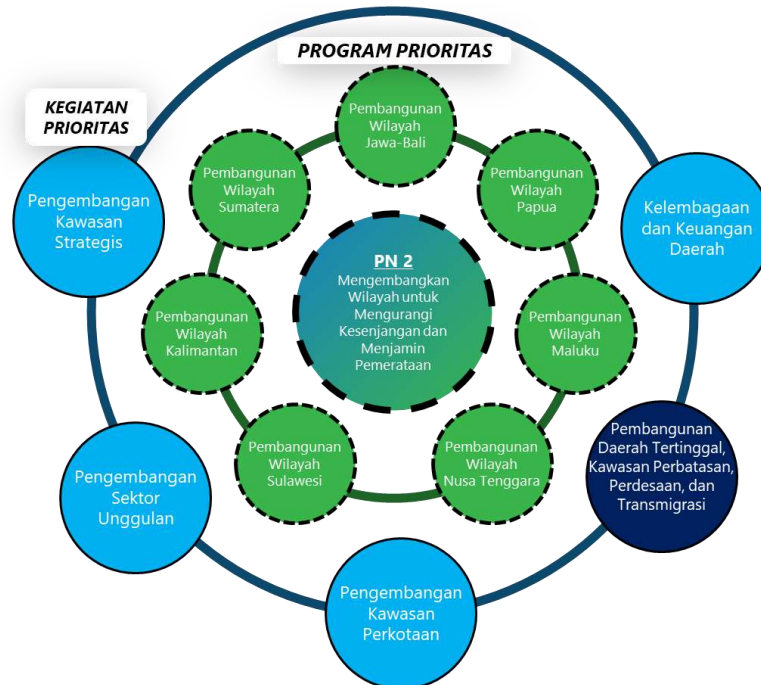 PROGRAM PRIORITAS
KEGIATAN
PRIORITAS
Pembangunan
Wilayah
Jawa-Bali
Pembangunan
Wilayah
Sumatera
Pembangunan
Wilayah
Papua
Pengembangan
Kawasan
Strategis
Kelembagaan
dan Keuangan
Daerah
PN 2
Mengembangkan
Wilayah untuk
Mengurangi
Kesenjangan dan
Menjamin
Pemerataan
Pembangunan
Wilayah
Kalimantan
Pembangunan
Wilayah
Maluku
Pembangunan
Wilayah
Sulawesi
Pembangunan
Wilayah
Nusa Tenggara
Pembangunan
Daerah Tertinggal,
Kawasan Perbatasan,
Perdesaan, dan
Transmigrasi
Pengembangan
Sektor
Unggulan
Pengembangan
Kawasan
Perkotaan